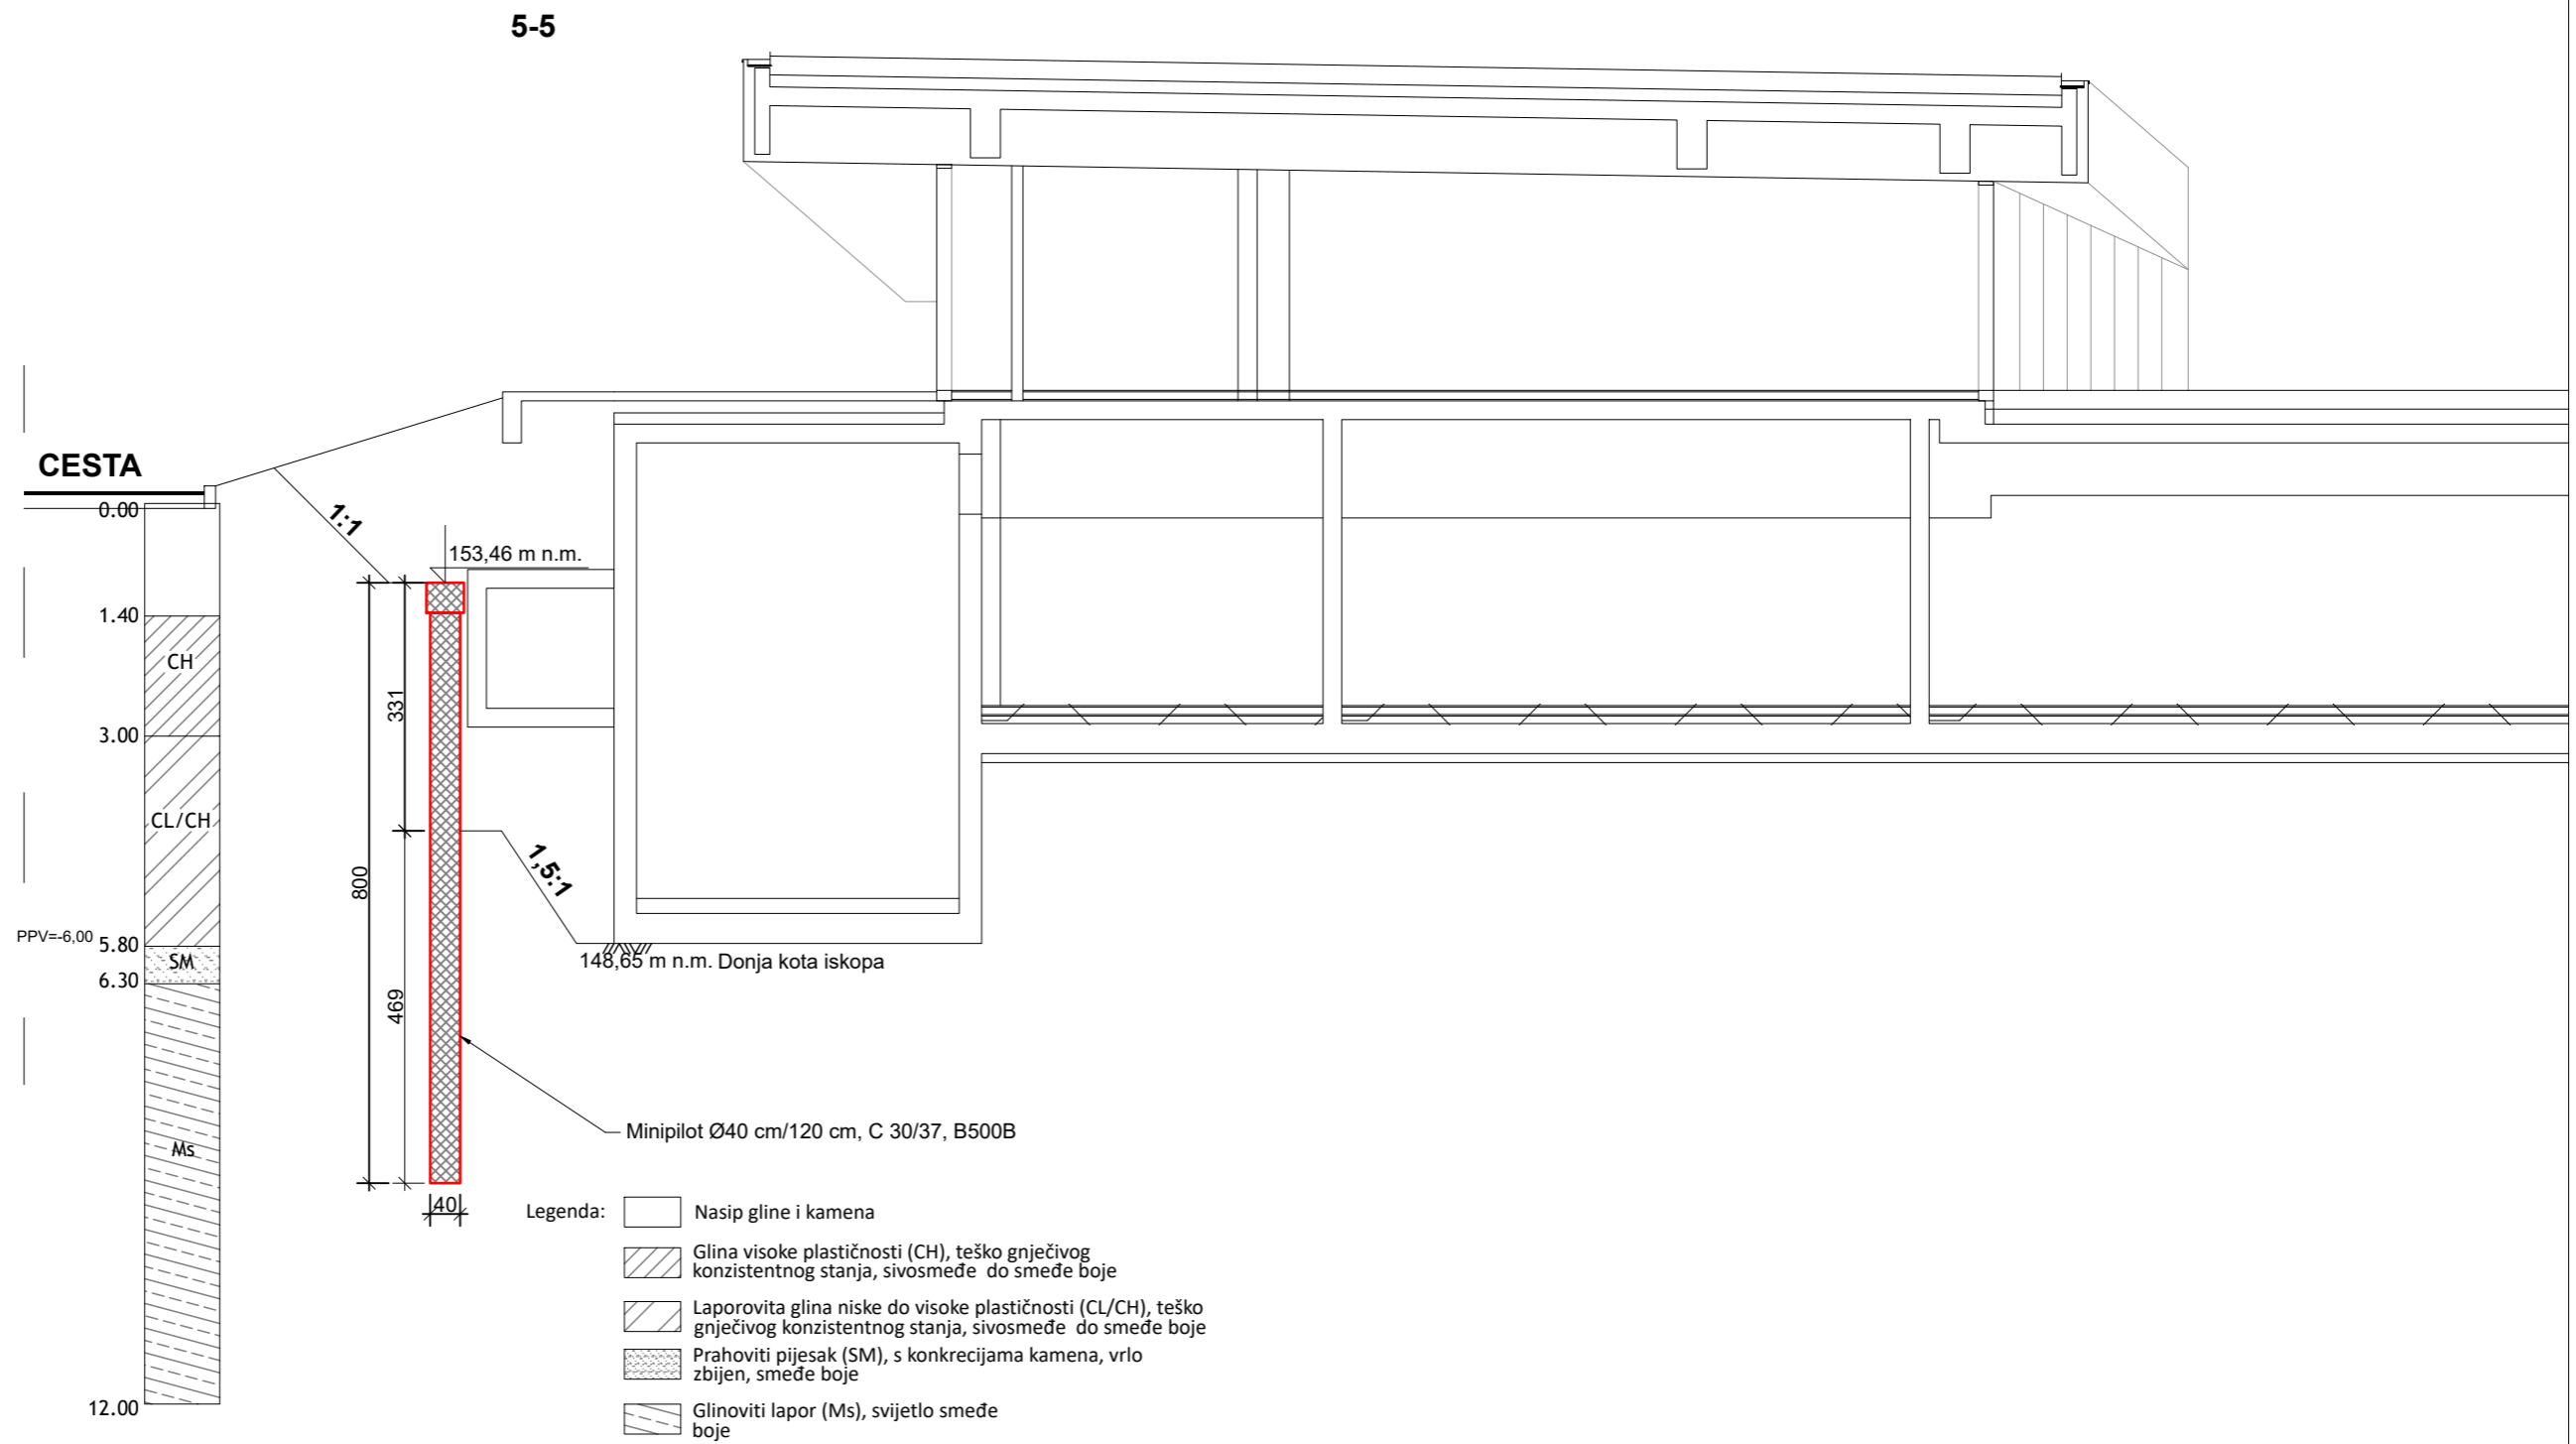 5-5
CESTA
0.00
1:1
153,46 m n.m.
1.40
CH
331
3.00
CL/CH
800
1,5:1
PPV=-6,00
5.80
SM
148,65 m n.m. Donja kota iskopa
6.30
469
Minipilot Ø40 cm/120 cm, C 30/37, B500B
Ms
40
Legenda:
Nasip gline i kamena
Glina visoke plastičnosti (CH), teško gnječivog
konzistentnog stanja, sivosmeđe do smeđe boje
Laporovita glina niske do visoke plastičnosti (CL/CH), teško
gnječivog konzistentnog stanja, sivosmeđe do smeđe boje
Prahoviti pijesak (SM), s konkrecijama kamena, vrlo
zbijen, smeđe boje
12.00
Glinoviti lapor (Ms), svijetlo smeđe
boje